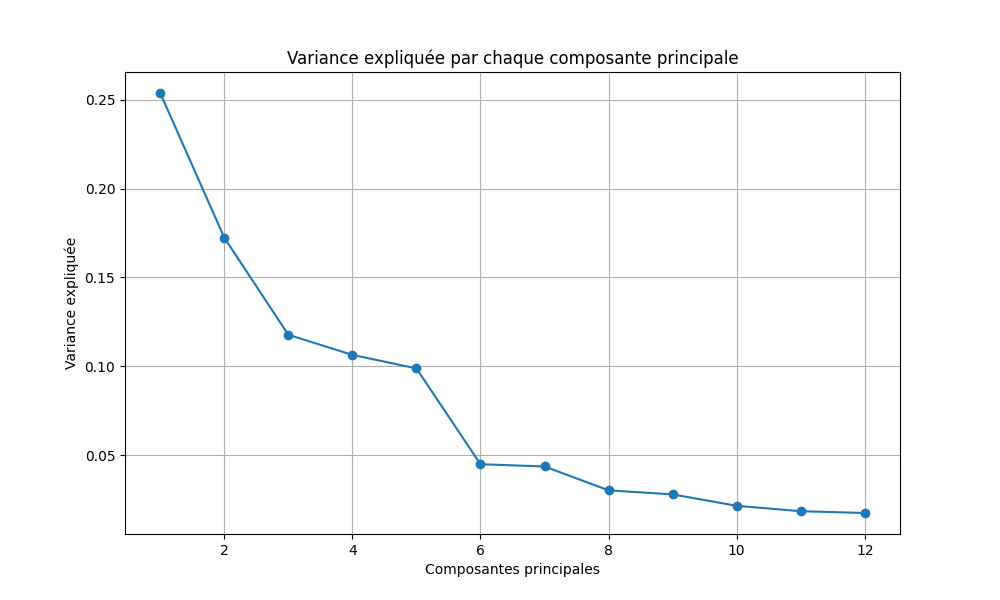 Variance expliquée par chaque composante principale
0.25
0.20
0.15
0.10
0.05
Variance expliquée
2 4 6 8 10 12
Composantes principales